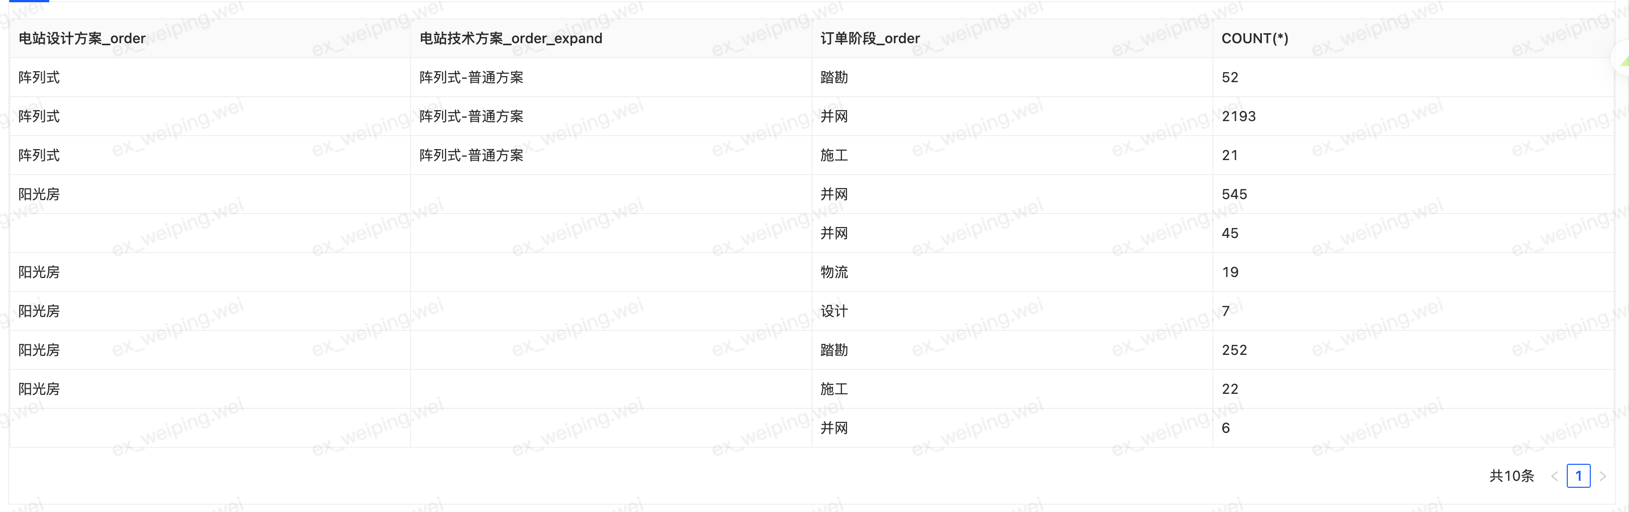 电站设计方案_order 电站技术方案_order_expand 订单阶段_order COUNT(*)
阵列式 阵列式-普通方案 踏勘 52
阵列式 阵列式-普通方案 并网 2193
阵列式 阵列式-普通方案 施工 21
阳光房 并网 545
并网 45
阳光房 物流 19
阳光房 设计 7
阳光房 踏勘 252
阳光房 施工 22
并网 6
共10条 < 1 >
ex_weiping.wei